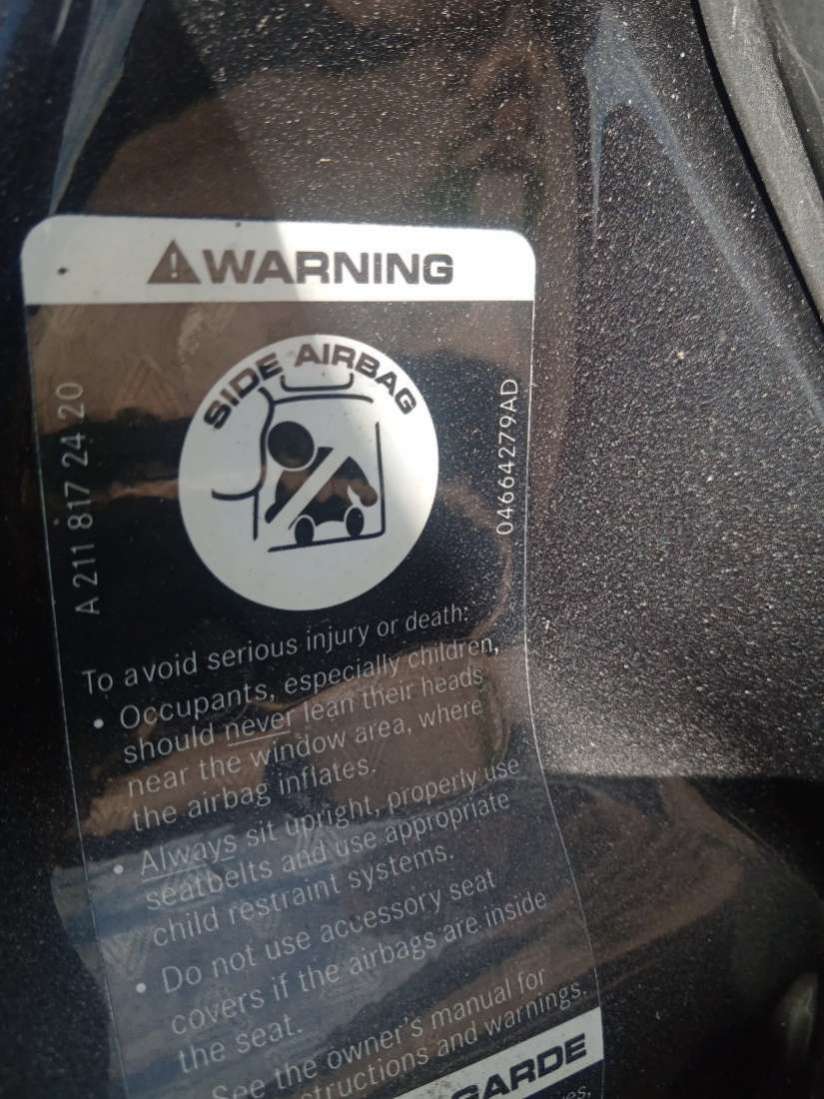 WARNING
SIDE AIRBAG
A 211 817 24 20
04664279AD
To avoid serious injury or death:
• Occupants, especially children,
should never lean their heads
near the window area, where
the airbag inflates.
• Always sit upright, properly use
seatbelts and use appropriate
child restraint systems.
• Do not use accessory seat
covers if the airbags are inside
the seat.
See the owner's manual for
structions and warnings.
GARDE